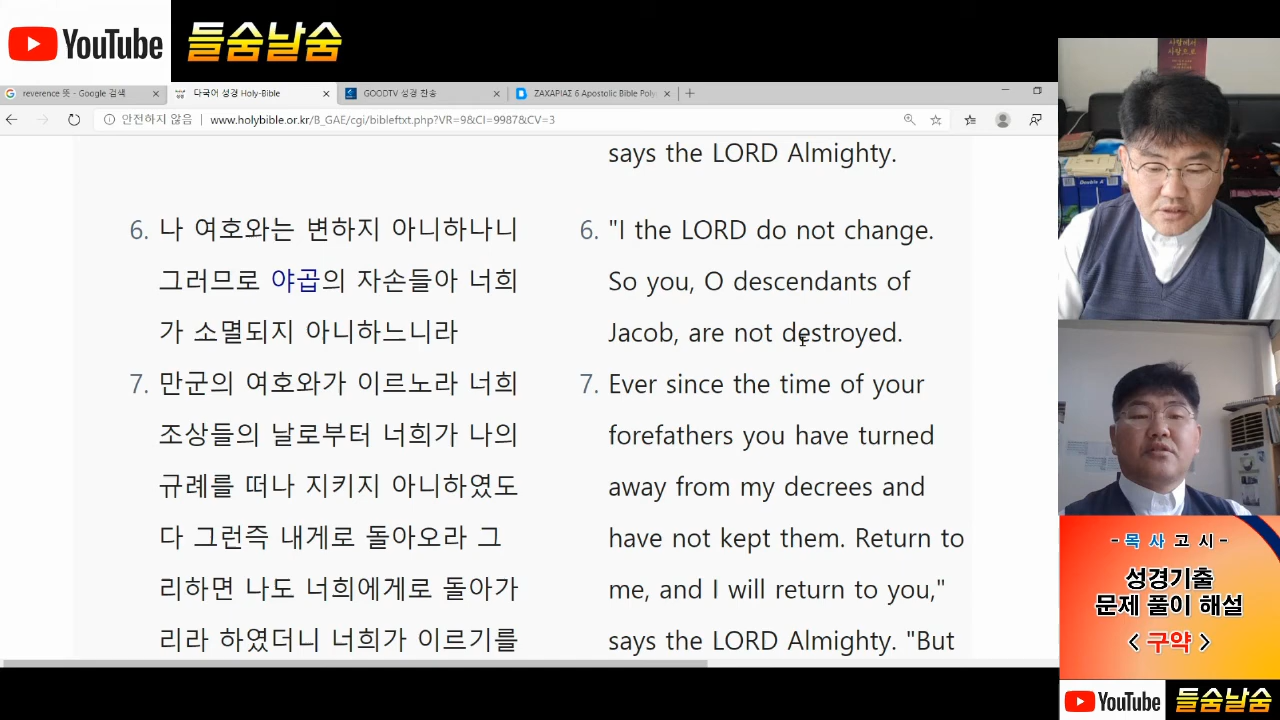 YouTube 들숨날숨
reverence 뜻 - Google 검색
다국어 성경 Holy-Bible
GOODTV 성경 찬송
ΖΑΧΑΡΙΑΣ 6 Apostolic Bible Poly
안전하지 않음 www.holybible.or.kr/B_GAE/cgi/bibleftxt.php?VR=9&CI=9987&CV=3
6. 나 여호와는 변하지 아니하나니
그러므로 야곱의 자손들아 너희
가 소멸되지 아니하느니라
7. 만군의 여호와가 이르노라 너희
조상들의 날로부터 너희가 나의
규례를 떠나 지키지 아니하였도
다 그런즉 내게로 돌아오라 그
리하면 나도 너희에게로 돌아가
리라 하였더니 너희가 이르기를
says the LORD Almighty.
6. "I the LORD do not change.
So you, O descendants of
Jacob, are not destroyed.
7. Ever since the time of your
forefathers you have turned
away from my decrees and
have not kept them. Return to
me, and I will return to you,"
says the LORD Almighty. "But
사랑에서
사랑으로
Double A
- 목 사 고 시 -
성경기출
문제 풀이 해설
< 구약 >
YouTube 들숨날숨